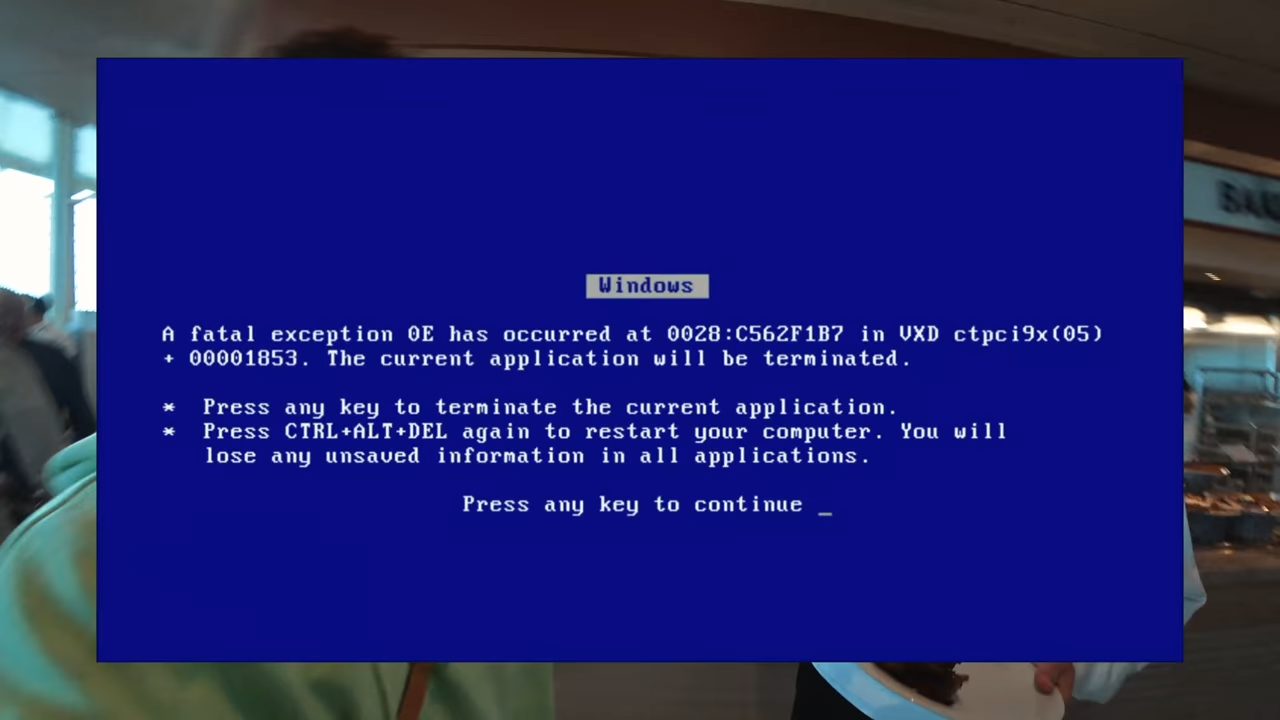 Windows
A fatal exception 0E has occurred at 0028:C562F1B7 in VXD ctpci9x(05)
+ 00001853. The current application will be terminated.
* Press any key to terminate the current application.
* Press CTRL+ALT+DEL again to restart your computer. You will
lose any unsaved information in all applications.
Press any key to continue _